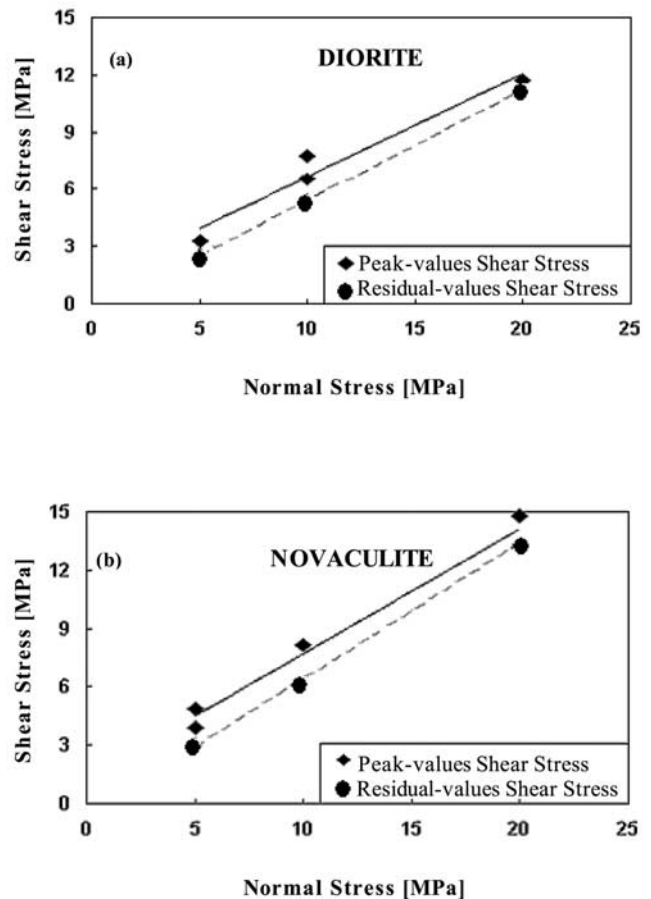 15
(a)
DIORITE
12
9
6
3
0
Shear Stress [MPa]
Peak-values Shear Stress
Residual-values Shear Stress
0 5 10 15 20 25
Normal Stress [MPa]
15
(b)
NOVACULITE
12
9
6
3
0
Shear Stress [MPa]
Peak-values Shear Stress
Residual-values Shear Stress
0 5 10 15 20 25
Normal Stress [MPa]